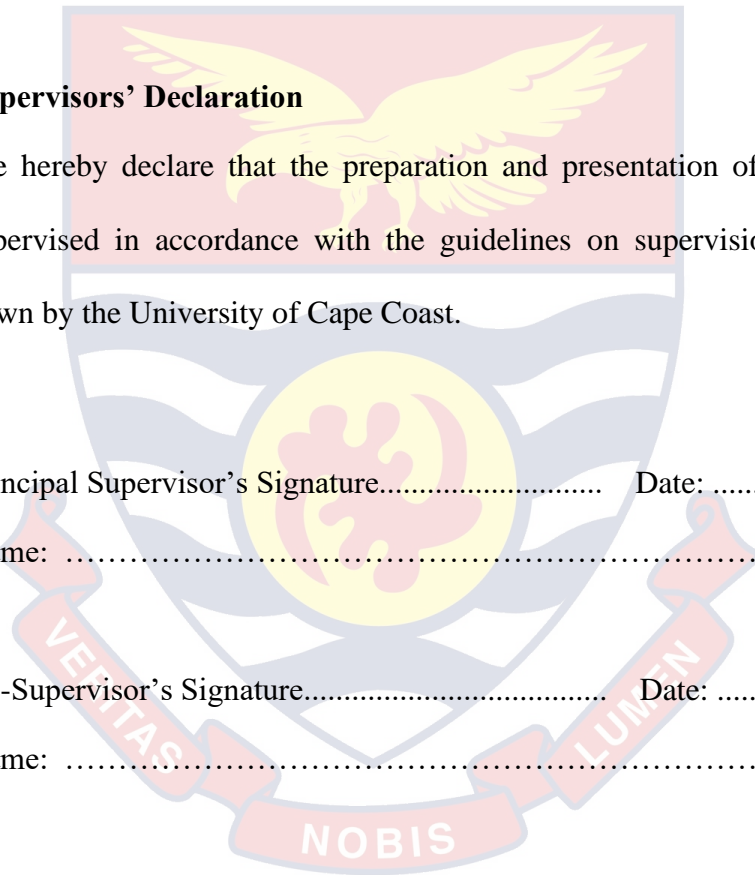 pervisors’ Declaration
e hereby declare that the preparation and presentation of
pervised in accordance with the guidelines on supervisio
wn by the University of Cape Coast.
ncipal Supervisor’s Signature........................... Date: ......
me: ……………………………………………………………………
-Supervisor’s Signature..................................... Date: ......
me: ……………………………………………………………………
VERITAS
NOBIS
LUMEN